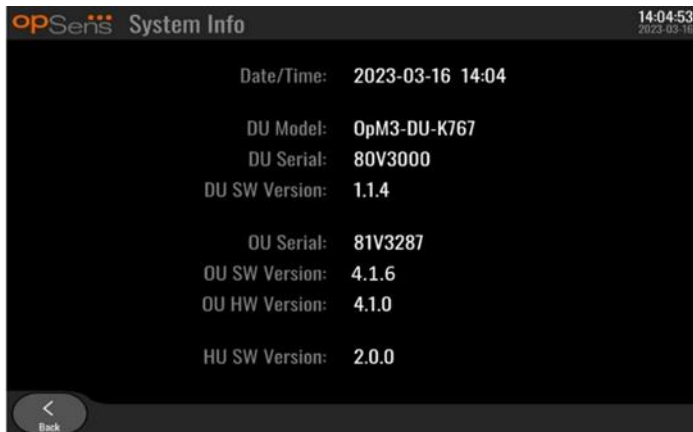 opSens System Info
14:04:53
2023-03-16
Date/Time: 2023-03-16 14:04
DU Model: OpM3-DU-K767
DU Serial: 80V3000
DU SW Version: 1.1.4
OU Serial: 81V3287
OU SW Version: 4.1.6
OU HW Version: 4.1.0
HU SW Version: 2.0.0
Back